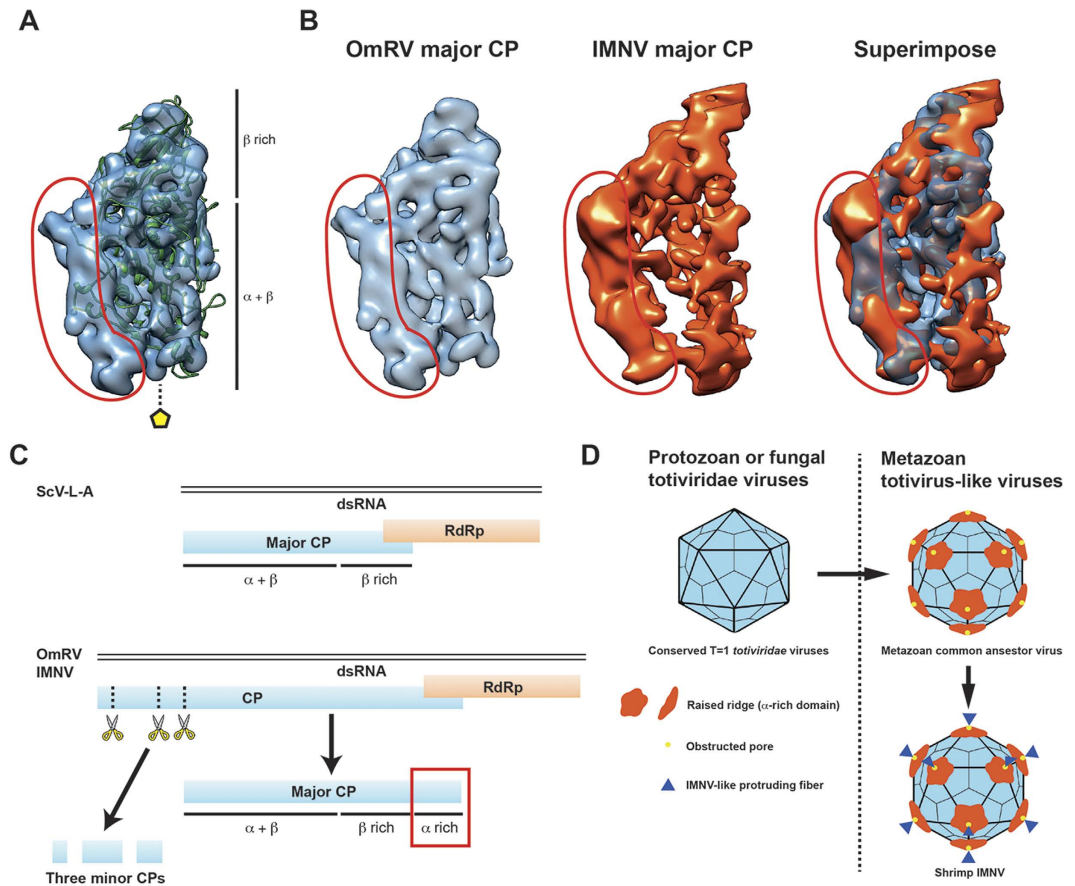 A
B
OmRV major CP
IMNV major CP
Superimpose
β rich
α + β
C
ScV-L-A
dsRNA
RdRp
Major CP
α + β
β rich
OmRV
IMNV
dsRNA
RdRp
CP
Major CP
α + β
β rich
α rich
Three minor CPs
D
Protozoan or fungal
totiviridae viruses
Metazoan
totivirus-like viruses
Conserved T=1 totiviridae viruses
Metazoan common ansestor virus
Raised ridge (α-rich domain)
Obstructed pore
IMNV-like protruding fiber
Shrimp IMNV